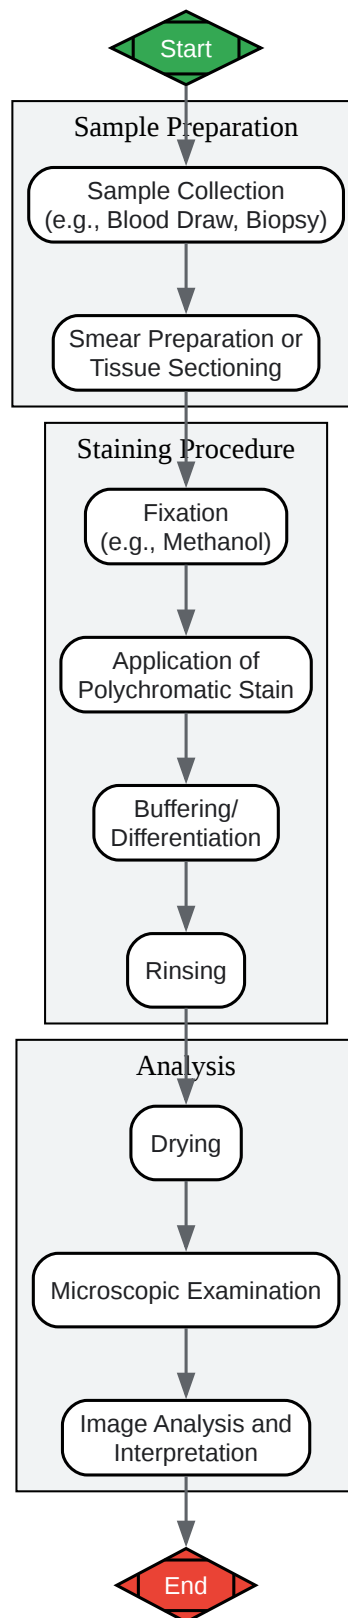 Start
Sample Preparation
Sample Collection
(e.g., Blood Draw, Biopsy)
Smear Preparation or
Tissue Sectioning
Staining Procedure
Fixation
(e.g., Methanol)
Application of
Polychromatic Stain
Buffering/
Differentiation
Rinsing
Analysis
Drying
Microscopic Examination
Image Analysis and
Interpretation
End